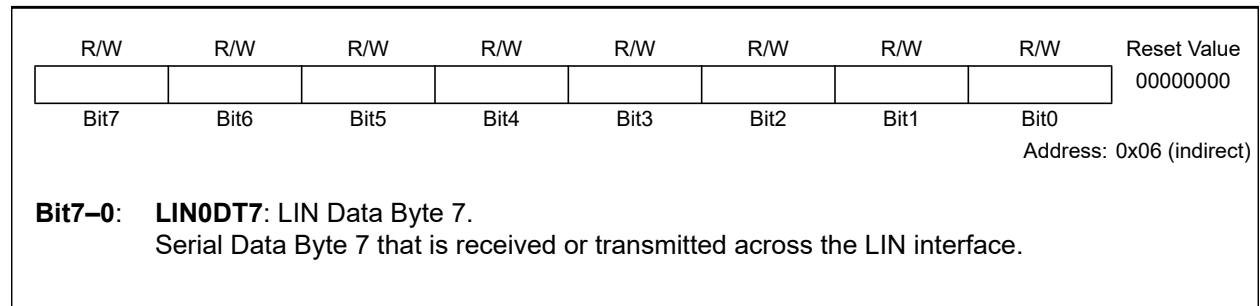 R/W R/W R/W R/W R/W R/W R/W R/W Reset Value
00000000
Bit7 Bit6 Bit5 Bit4 Bit3 Bit2 Bit1 Bit0
Address: 0x06 (indirect)
Bit7–0: LIN0DT7: LIN Data Byte 7.
Serial Data Byte 7 that is received or transmitted across the LIN interface.